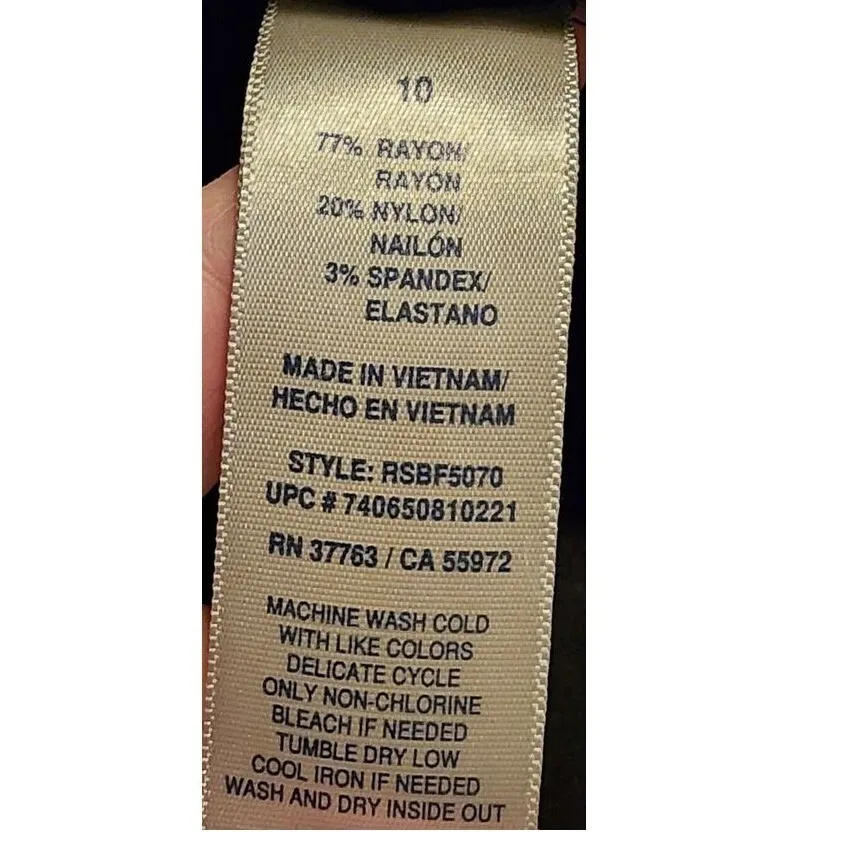 10
77% RAYON/
RAYÓN
20% NYLON/
NAILÓN
3% SPANDEX/
ELASTANO
MADE IN VIETNAM/
HECHO EN VIETNAM
STYLE: RSBF5070
UPC # 740650810221
RN 37763 / CA 55972
MACHINE WASH COLD
WITH LIKE COLORS
DELICATE CYCLE
ONLY NON-CHLORINE
BLEACH IF NEEDED
TUMBLE DRY LOW
COOL IRON IF NEEDED
WASH AND DRY INSIDE OUT